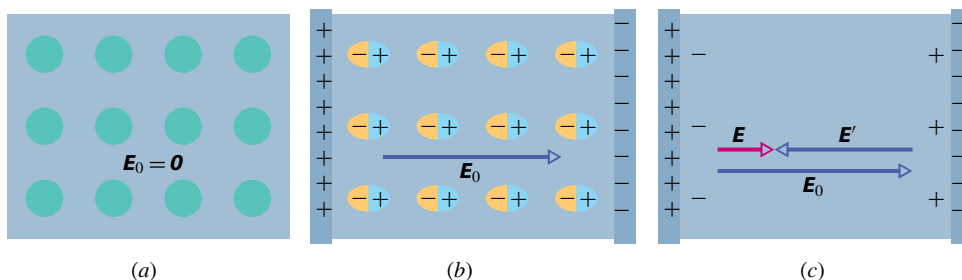 E₀ = 0
(a)
+ + + + + + + + + +
− + − + − + − +
− + − + − + − +
E₀
− + − + − + − +
− − − − − − − −
(b)
+ + + + + + + + + +
− − −
E E′
E₀
+ + +
− − − − − − − −
(c)